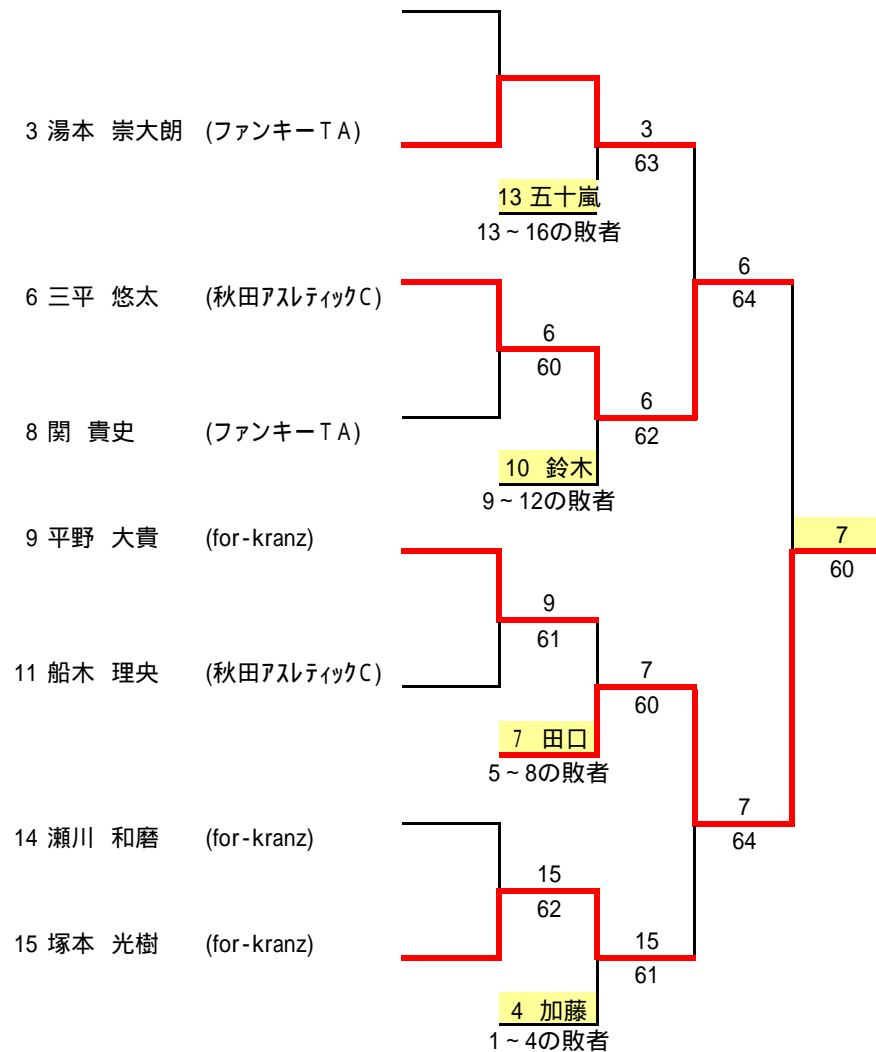 3 湯本 崇大朗 (ファンキーＴＡ)
3
63
13 五十嵐
13～16の敗者
6 三平 悠太 (秋田ｱｽﾚﾃｨｯｸＣ)
6
64
6
60
6
62
8 関 貴史 (ファンキーＴＡ)
10 鈴木
9～12の敗者
9 平野 大貴 (for-kranz)
7
60
9
61
11 船木 理央 (秋田ｱｽﾚﾃｨｯｸＣ)
7
60
7 田口
5～8の敗者
14 瀬川 和磨 (for-kranz)
7
64
15
62
15 塚本 光樹 (for-kranz)
15
61
4 加藤
1～4の敗者